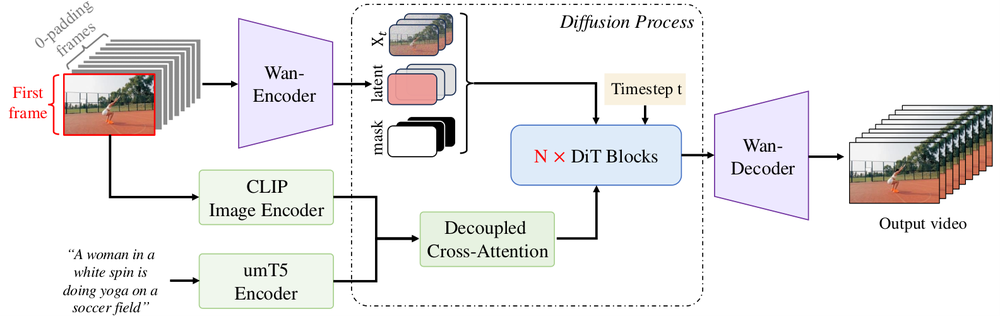 0-padding
frames
First
frame
Wan-
Encoder
CLIP
Image Encoder
“A woman in a
white spin is
doing yoga on a
soccer field”
umT5
Encoder
Diffusion Process
Xt
latent
mask
Timestep t
N × DiT Blocks
Decoupled
Cross-Attention
Wan-
Decoder
Output video